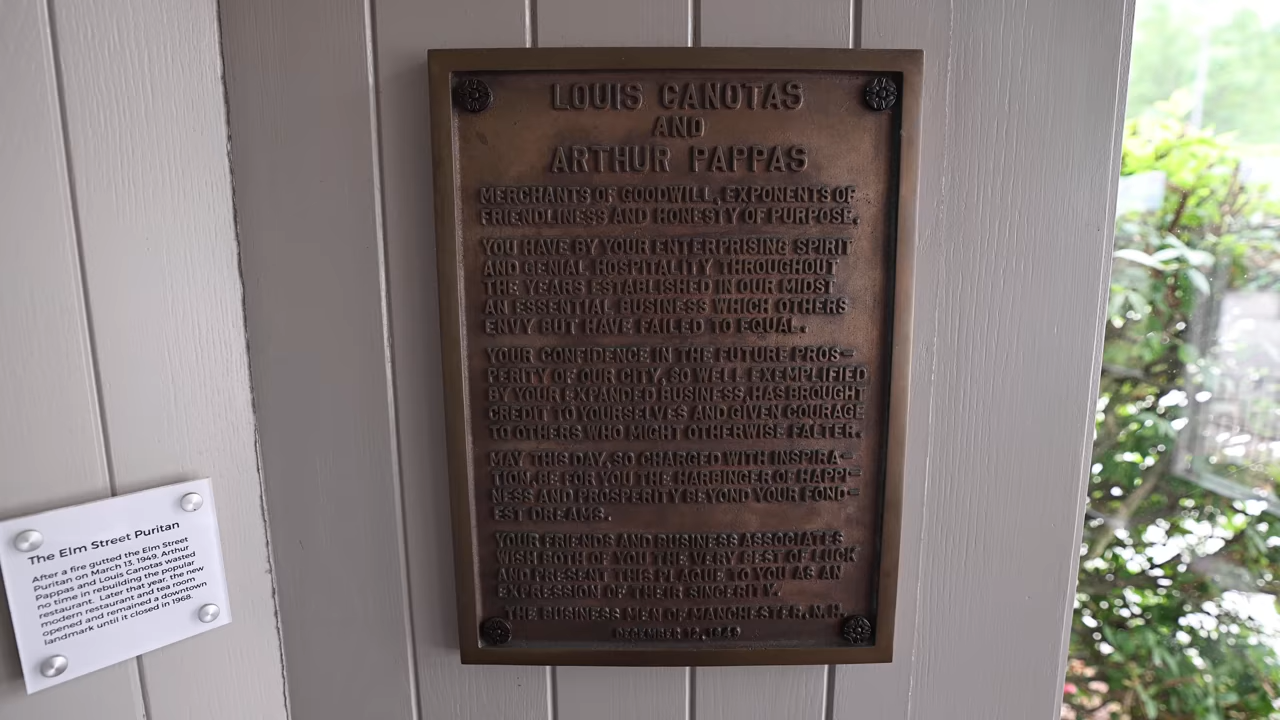 LOUIS CANOTAS
AND
ARTHUR PAPPAS
MERCHANTS OF GOODWILL, EXPONENTS OF
FRIENDLINESS AND HONESTY OF PURPOSE.
YOU HAVE BY YOUR ENTERPRISING SPIRIT
AND GENIAL HOSPITALITY THROUGHOUT
THE YEARS ESTABLISHED IN OUR MIDST
AN ESSENTIAL BUSINESS WHICH OTHERS
ENVY BUT HAVE FAILED TO EQUAL.
YOUR CONFIDENCE IN THE FUTURE PROS-
PERITY OF OUR CITY, SO WELL EXEMPLIFIED
BY YOUR EXPANDED BUSINESS, HAS BROUGHT
CREDIT TO YOURSELVES AND GIVEN COURAGE
TO OTHERS WHO MIGHT OTHERWISE FALTER.
MAY THIS DAY, SO CHARGED WITH INSPIRA-
TION, BE FOR YOU THE HARBINGER OF HAPPI-
NESS AND PROSPERITY BEYOND YOUR FOND-
EST DREAMS.
YOUR FRIENDS AND BUSINESS ASSOCIATES
WISH BOTH OF YOU THE VERY BEST OF LUCK
AND PRESENT THIS PLAQUE TO YOU AS AN
EXPRESSION OF THEIR SINCERITY.
THE BUSINESS MEN OF MANCHESTER, N.H.
DECEMBER 12, 1949
The Elm Street Puritan
After a fire gutted the Elm Street
Puritan on March 13, 1949, Arthur
Pappas and Louis Canotas wasted
no time in rebuilding the popular
restaurant. Later that year, the new
modern restaurant and tea room
opened and remained a downtown
landmark until it closed in 1968.